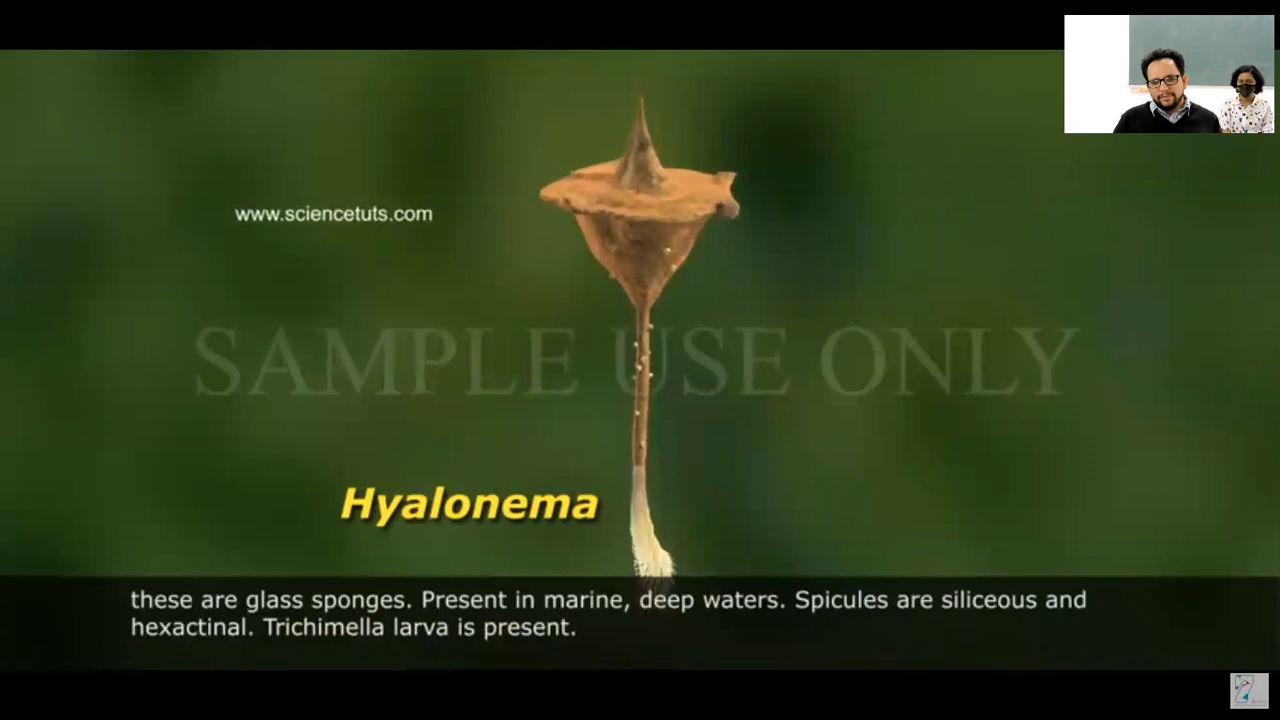 www.sciencetuts.com
SAMPLE USE ONLY
Hyalonema
these are glass sponges. Present in marine, deep waters. Spicules are siliceous and
hexactinal. Trichimella larva is present.